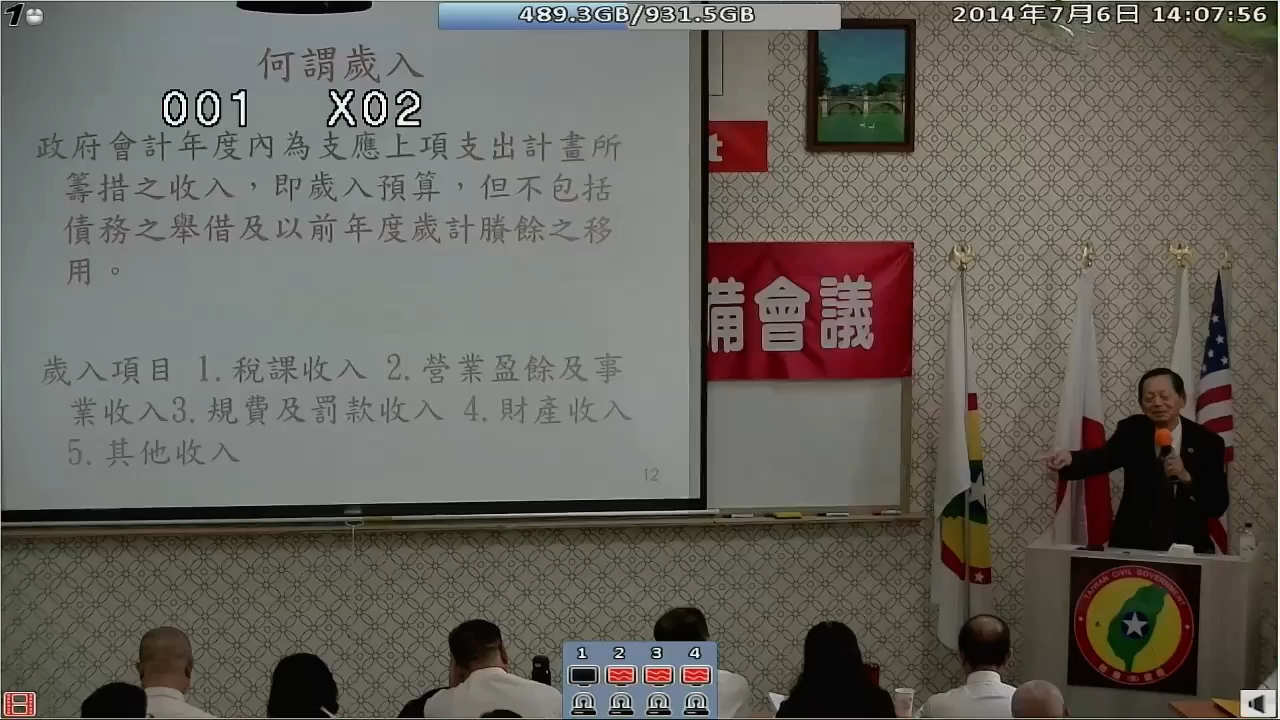 1
489.3GB/931.5GB
2014年7月6日 14:07:56
何謂歲入
001 X02
政府會計年度內為支應上項支出計畫所
籌措之收入，即歲入預算，但不包括
債務之舉借及以前年度歲計賸餘之移
用。
歲入項目 1.稅課收入 2.營業盈餘及事
業收入3.規費及罰款收入 4.財產收入
5.其他收入
12
t
備會議
TAIWAN CIVIL GOVERNMENT
1 2 3 4